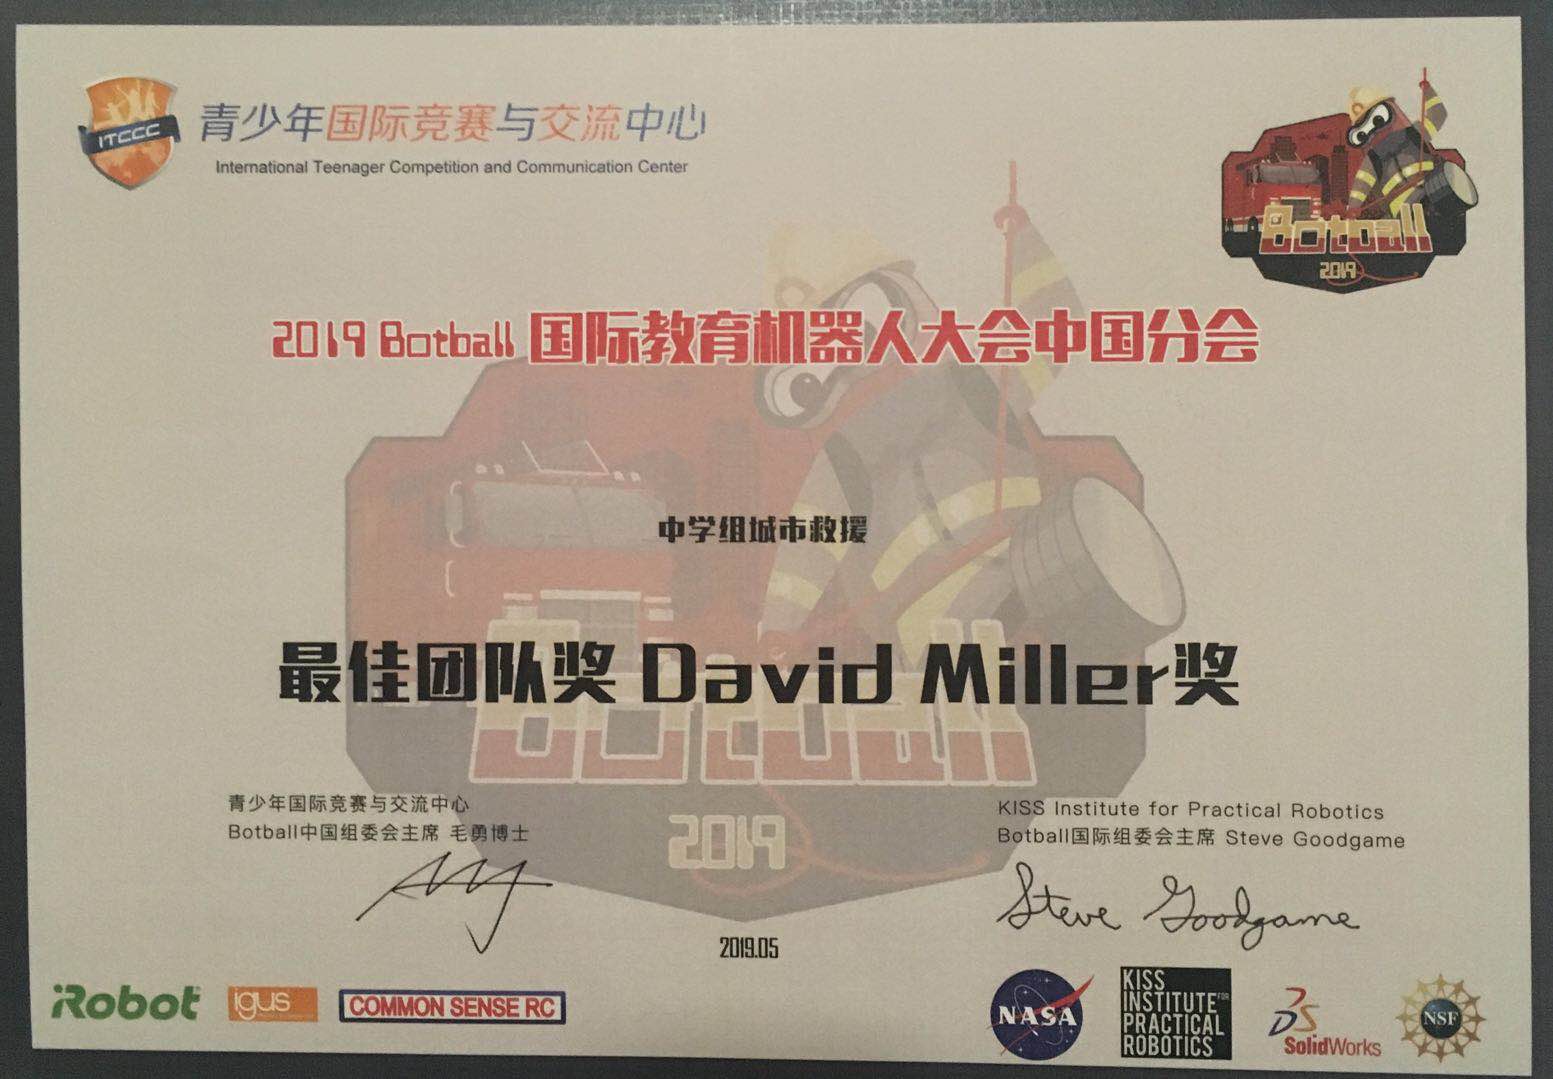 ITCCC
青少年国际竞赛与交流中心
International Teenager Competition and Communication Center
Botball
2019
2019 Botball 国际教育机器人大会中国分会
中学组城市救援
最佳团队奖 David Miller奖
Botball
2019
青少年国际竞赛与交流中心
Botball中国组委会主席 毛勇博士
KISS Institute for Practical Robotics
Botball国际组委会主席 Steve Goodgame
Steve Goodgame
2019.05
iRobot
igus
COMMON SENSE RC
NASA
KISS
INSTITUTE FOR
PRACTICAL
ROBOTICS
DS
SolidWorks
NSF